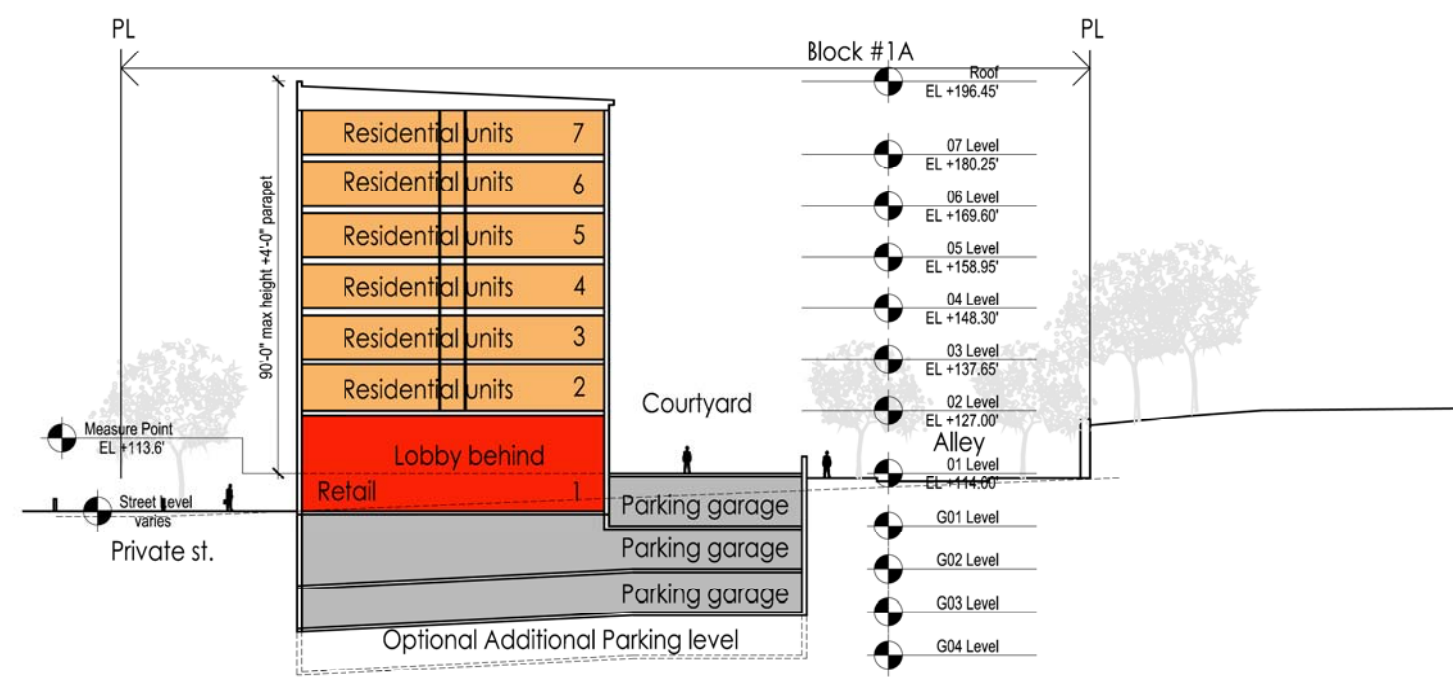 PL
PL
Block #1A
Roof
EL +196.45'
Residential units 7
07 Level
EL +180.25'
Residential units 6
06 Level
EL +169.60'
Residential units 5
05 Level
EL +158.95'
Residential units 4
04 Level
EL +148.30'
Residential units 3
03 Level
EL +137.65'
Residential units 2
02 Level
EL +127.00'
90'-0" max height +4'-0" parapet
Courtyard
Measure Point
EL +113.6'
Alley
Lobby behind
01 Level
EL +114.00'
Retail 1
Street Level
varies
Private st.
Parking garage
G01 Level
Parking garage
G02 Level
Parking garage
G03 Level
Optional Additional Parking level
G04 Level